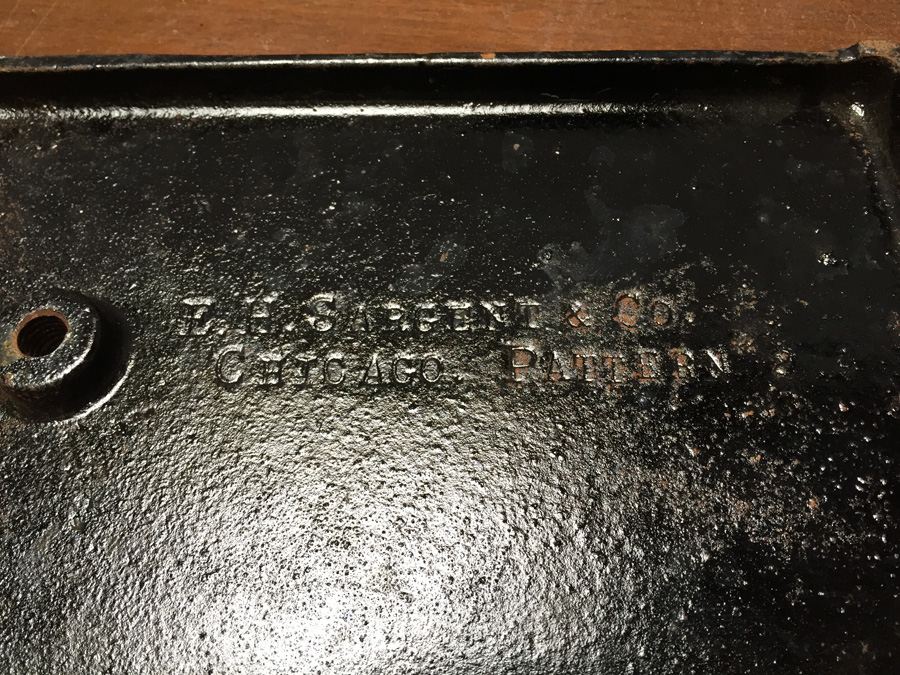 E. H. SARGENT & CO.
CHICAGO. PATTERN